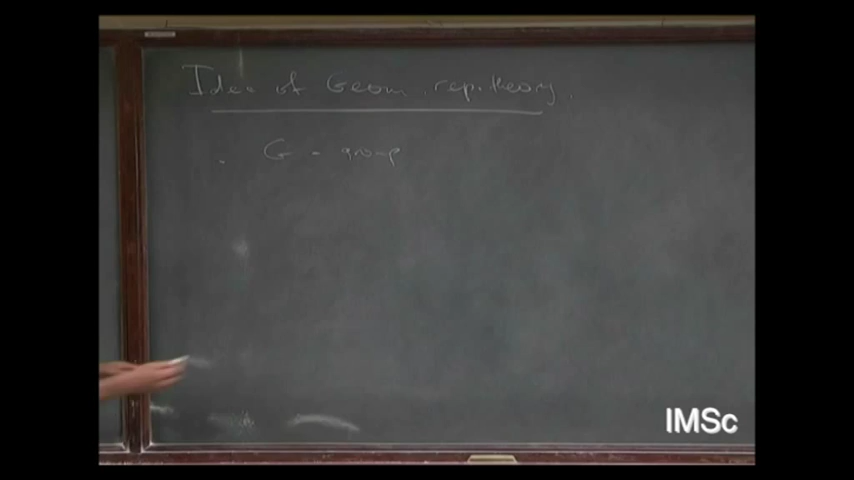 Idea of Geom. rep. theory.
. G - group
IMSc